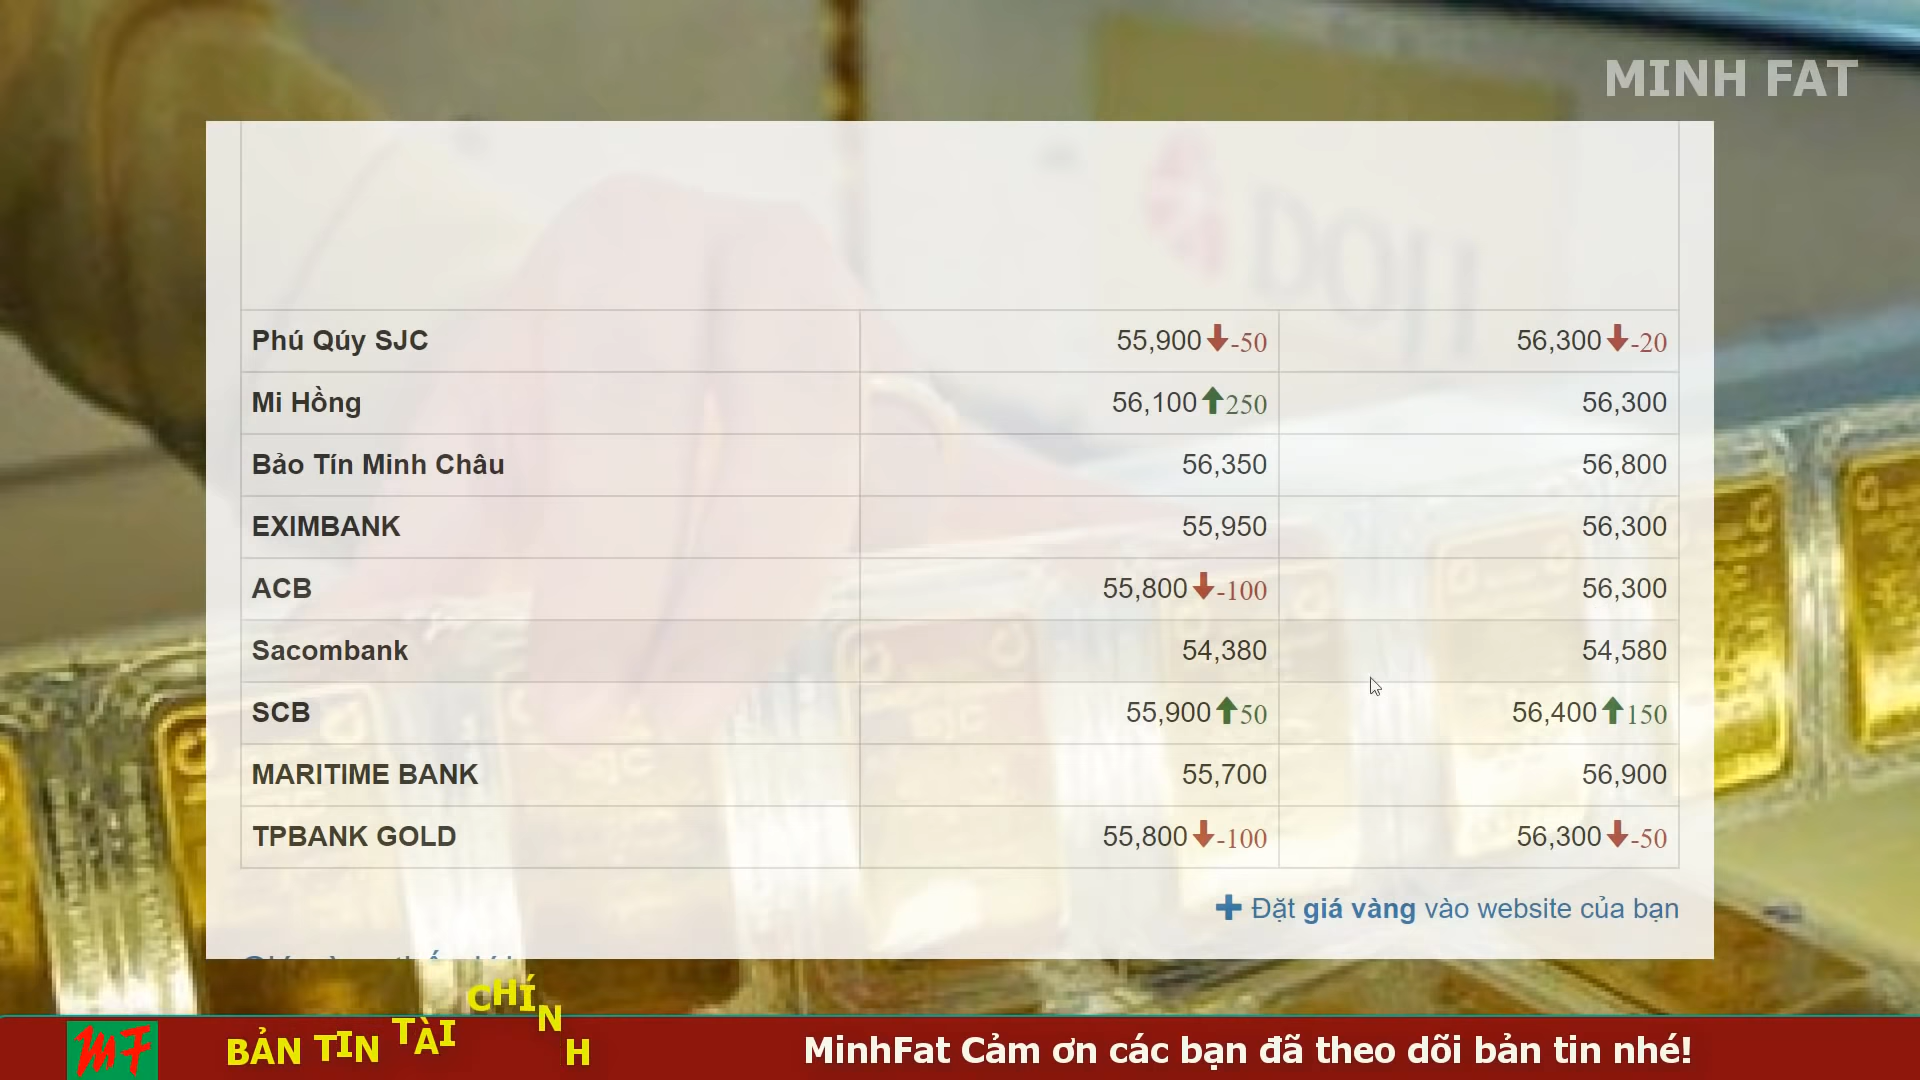 MINH FAT
Phú Qúy SJC 55,900 -50 56,300 -20
Mi Hồng 56,100 250 56,300
Bảo Tín Minh Châu 56,350 56,800
EXIMBANK 55,950 56,300
ACB 55,800 -100 56,300
Sacombank 54,380 54,580
SCB 55,900 50 56,400 150
MARITIME BANK 55,700 56,900
TPBANK GOLD 55,800 -100 56,300 -50
Đặt giá vàng vào website của bạn
MF BẢN TIN TÀI CHÍNH MinhFat Cảm ơn các bạn đã theo dõi bản tin nhé!